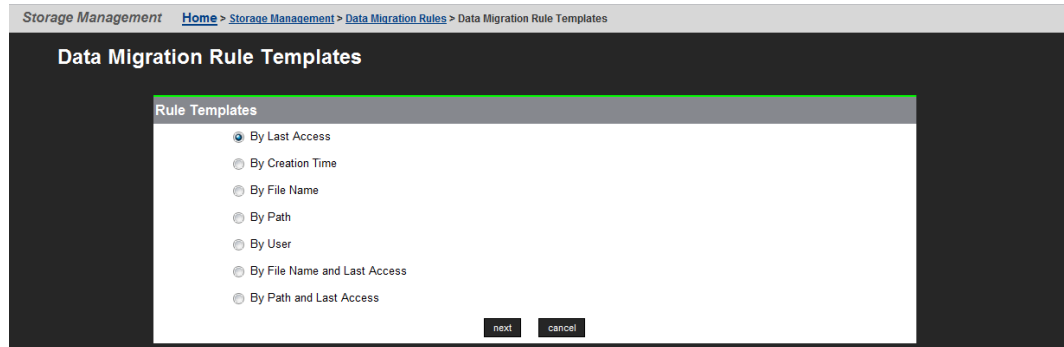 Storage Management Home > Storage Management > Data Migration Rules > Data Migration Rule Templates
Data Migration Rule Templates
Rule Templates
By Last Access
By Creation Time
By File Name
By Path
By User
By File Name and Last Access
By Path and Last Access
next cancel